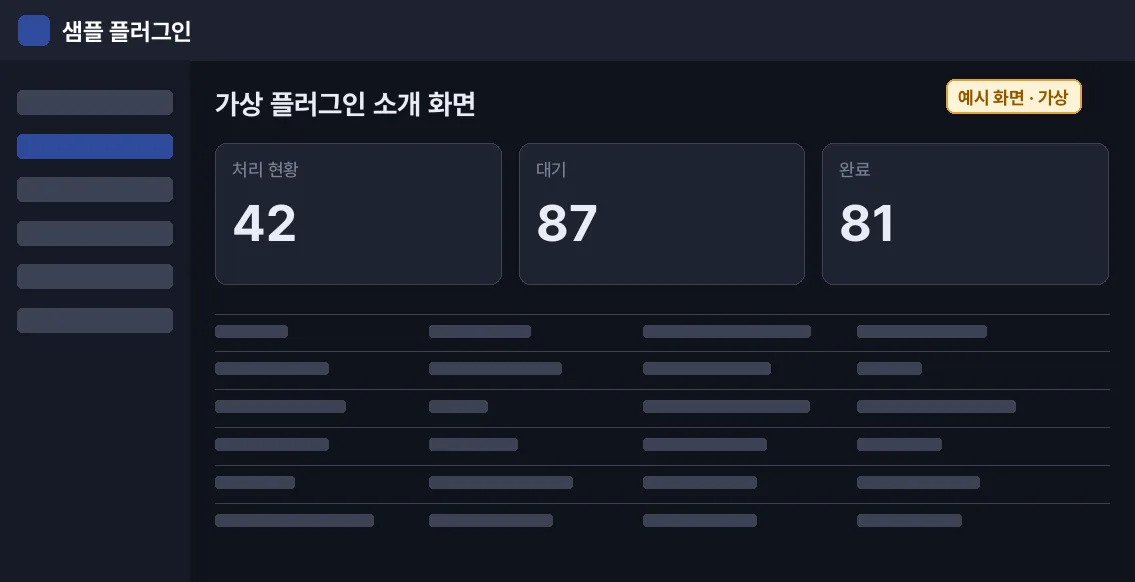 샘플 플러그인
가상 플러그인 소개 화면
예시 화면 · 가상
처리 현황
42
대기
87
완료
81